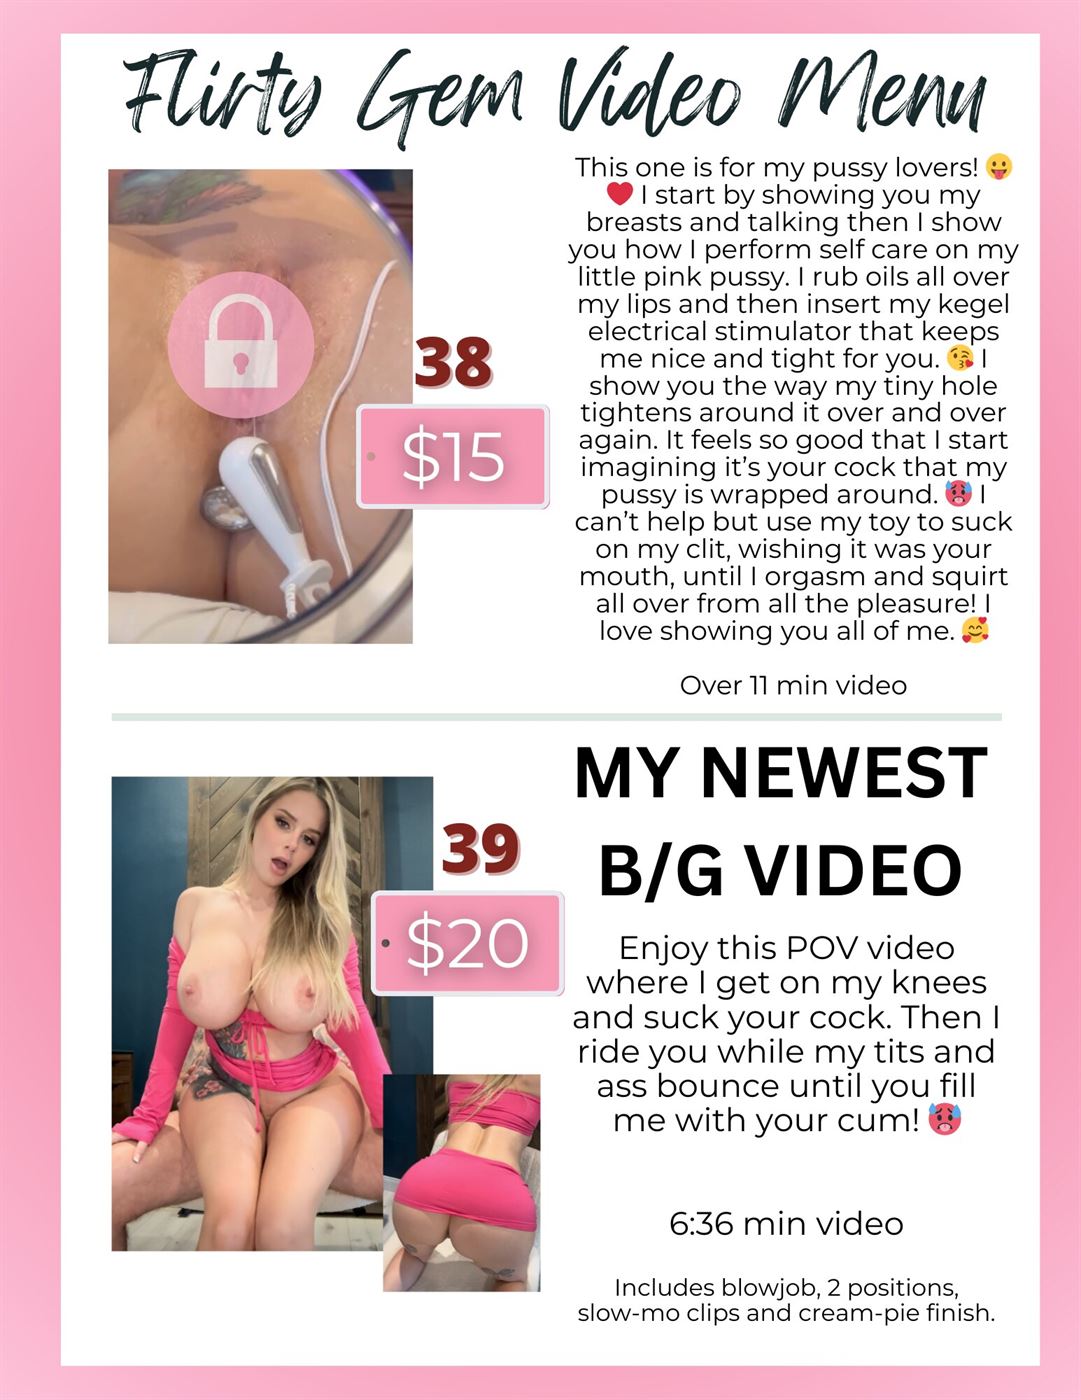 Flirty Gem Video Menu
This one is for my pussy lovers! 😛
❤️ I start by showing you my
breasts and talking then I show
you how I perform self care on my
little pink pussy. I rub oils all over
my lips and then insert my kegel
electrical stimulator that keeps
me nice and tight for you. 😘 I
show you the way my tiny hole
tightens around it over and over
again. It feels so good that I start
imagining it’s your cock that my
pussy is wrapped around. 🥵 I
can’t help but use my toy to suck
on my clit, wishing it was your
mouth, until I orgasm and squirt
all over from all the pleasure! I
love showing you all of me. 🥰
Over 11 min video
38
$15
MY NEWEST
B/G VIDEO
39
$20
Enjoy this POV video
where I get on my knees
and suck your cock. Then I
ride you while my tits and
ass bounce until you fill
me with your cum! 🥵
6:36 min video
Includes blowjob, 2 positions,
slow-mo clips and cream-pie finish.